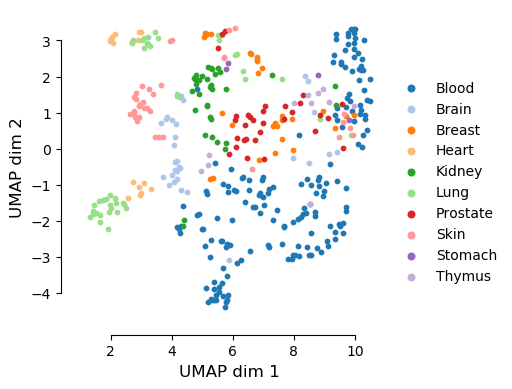 3
2
1
0
−1
−2
−3
−4
UMAP dim 2
2
4
6
8
10
UMAP dim 1
Blood
Brain
Breast
Heart
Kidney
Lung
Prostate
Skin
Stomach
Thymus